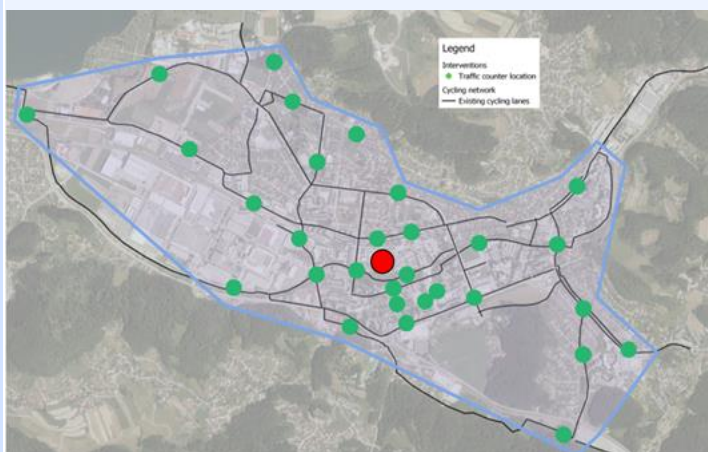 Legend
Interventions
Traffic counter location
Cycling network
Existing cycling lanes